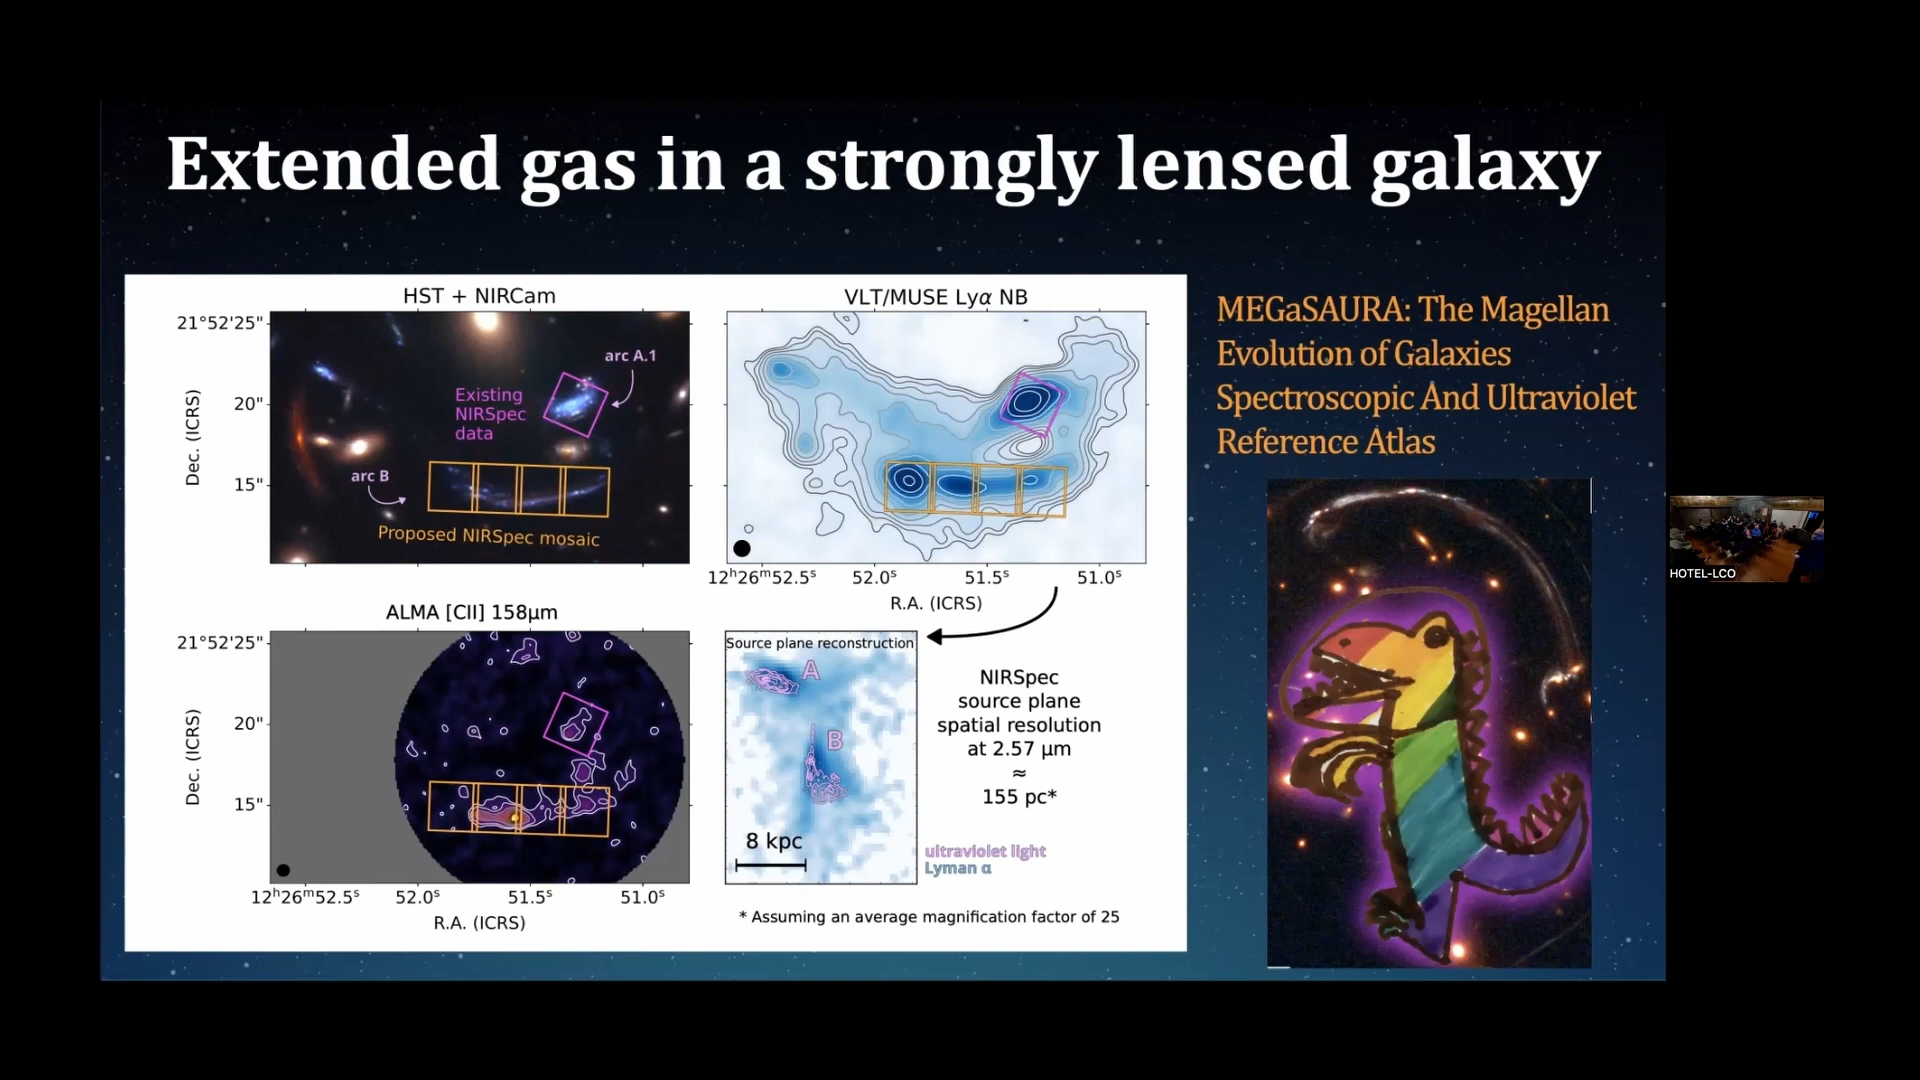 Extended gas in a strongly lensed galaxy
HST + NIRCam
21°52'25"
20"
15"
Dec. (ICRS)
arc A.1
Existing
NIRSpec
data
arc B
Proposed NIRSpec mosaic
VLT/MUSE Lyα NB
12ʰ26ᵐ52.5ˢ
52.0ˢ
51.5ˢ
51.0ˢ
R.A. (ICRS)
ALMA [CII] 158μm
21°52'25"
20"
15"
Dec. (ICRS)
12ʰ26ᵐ52.5ˢ
52.0ˢ
51.5ˢ
51.0ˢ
R.A. (ICRS)
Source plane reconstruction
A
B
8 kpc
NIRSpec
source plane
spatial resolution
at 2.57 μm
≈
155 pc*
ultraviolet light
Lyman α
* Assuming an average magnification factor of 25
MEGaSAURA: The Magellan
Evolution of Galaxies
Spectroscopic And Ultraviolet
Reference Atlas
HOTEL-LCO